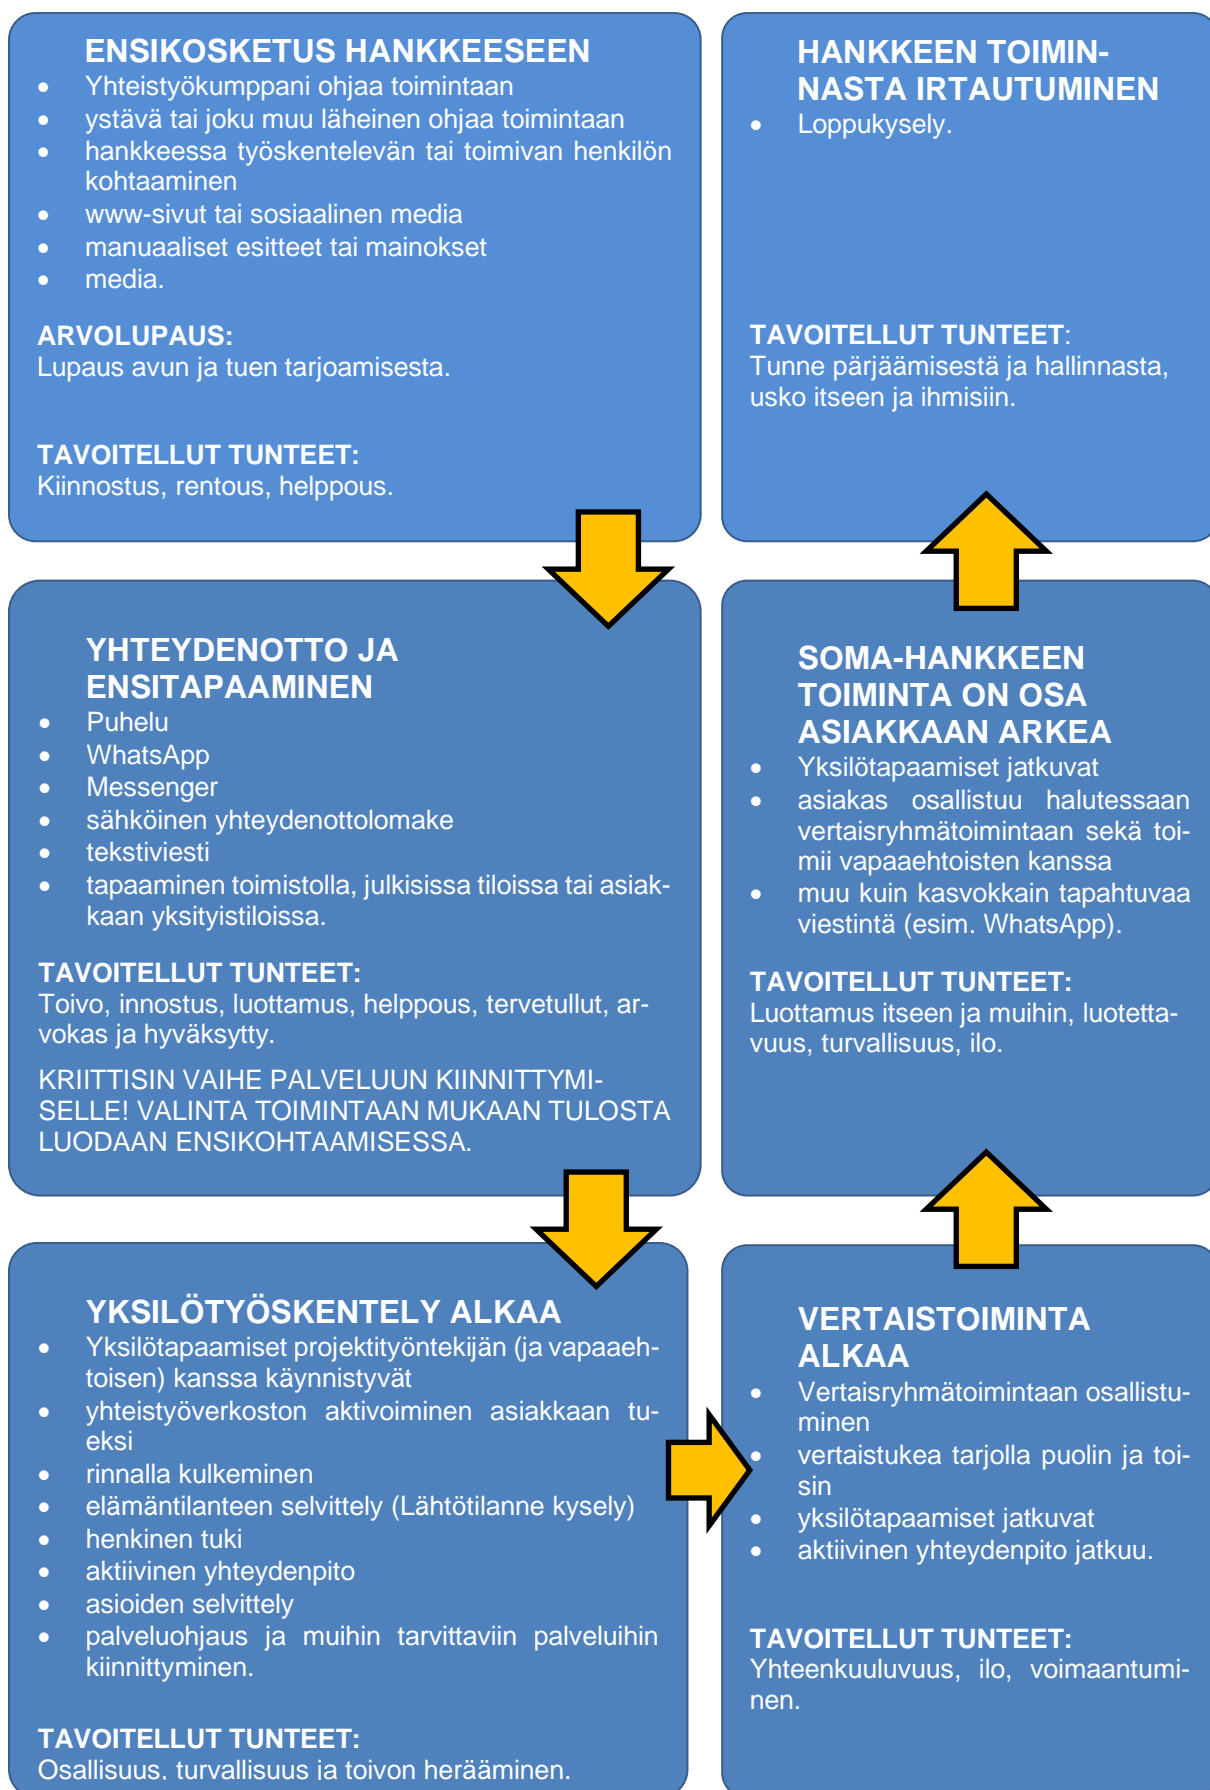 ENSIKOSKETUS HANKKEESEEN
• Yhteistyökumppani ohjaa toimintaan
• ystävä tai joku muu läheinen ohjaa toimintaan
• hankkeessa työskentelevän tai toimivan henkilön
kohtaaminen
• www-sivut tai sosiaalinen media
• manuaaliset esitteet tai mainokset
• media.
ARVOLUPAUS:
Lupaus avun ja tuen tarjoamisesta.
TAVOITELLUT TUNTEET:
Kiinnostus, rentous, helppous.
YHTEYDENOTTO JA
ENSITAPAAMINEN
• Puhelu
• WhatsApp
• Messenger
• sähköinen yhteydenottolomake
• tekstiviesti
• tapaaminen toimistolla, julkisissa tiloissa tai asiak-
kaan yksityistiloissa.
TAVOITELLUT TUNTEET:
Toivo, innostus, luottamus, helppous, tervetullut, ar-
vokas ja hyväksytty.
KRIITTISIN VAIHE PALVELUUN KIINNITTYMI-
SELLE! VALINTA TOIMINTAAN MUKAAN TULOSTA
LUODAAN ENSIKOHTAAMISESSA.
YKSILÖTYÖSKENTELY ALKAA
• Yksilötapaamiset projektityöntekijän (ja vapaaeh-
toisen) kanssa käynnistyvät
• yhteistyöverkoston aktivoiminen asiakkaan tu-
eksi
• rinnalla kulkeminen
• elämäntilanteen selvittely (Lähtötilanne kysely)
• henkinen tuki
• aktiivinen yhteydenpito
• asioiden selvittely
• palveluohjaus ja muihin tarvittaviin palveluihin
kiinnittyminen.
TAVOITELLUT TUNTEET:
Osallisuus, turvallisuus ja toivon herääminen.
VERTAISTOIMINTA
ALKAA
• Vertaisryhmätoimintaan osallistu-
minen
• vertaistukea tarjolla puolin ja toi-
sin
• yksilötapaamiset jatkuvat
• aktiivinen yhteydenpito jatkuu.
TAVOITELLUT TUNTEET:
Yhteenkuuluvuus, ilo, voimaantumi-
nen.
SOMA-HANKKEEN
TOIMINTA ON OSA
ASIAKKAAN ARKEA
• Yksilötapaamiset jatkuvat
• asiakas osallistuu halutessaan
vertaisryhmätoimintaan sekä toi-
mii vapaaehtoisten kanssa
• muu kuin kasvokkain tapahtuvaa
viestintä (esim. WhatsApp).
TAVOITELLUT TUNTEET:
Luottamus itseen ja muihin, luotetta-
vuus, turvallisuus, ilo.
HANKKEEN TOIMIN-
NASTA IRTAUTUMINEN
• Loppukysely.
TAVOITELLUT TUNTEET:
Tunne pärjäämisestä ja hallinnasta,
usko itseen ja ihmisiin.